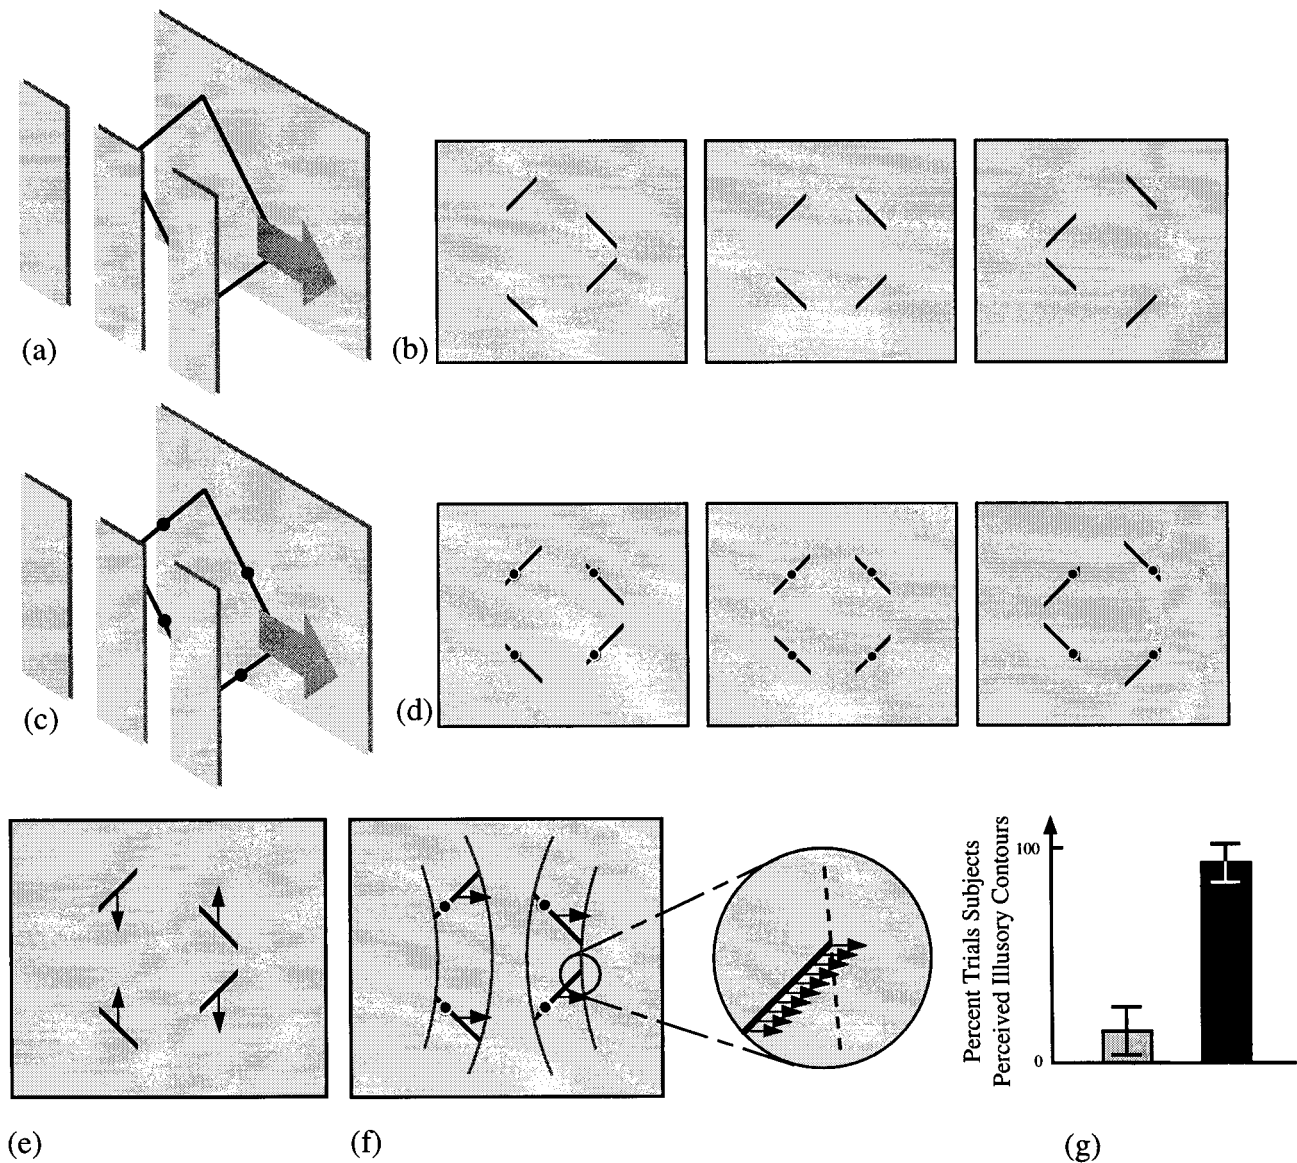 (a)
(b)
(c)
(d)
(e)
(f)
(g)
Percent Trials Subjects
Perceived Illusory Contours
100
0